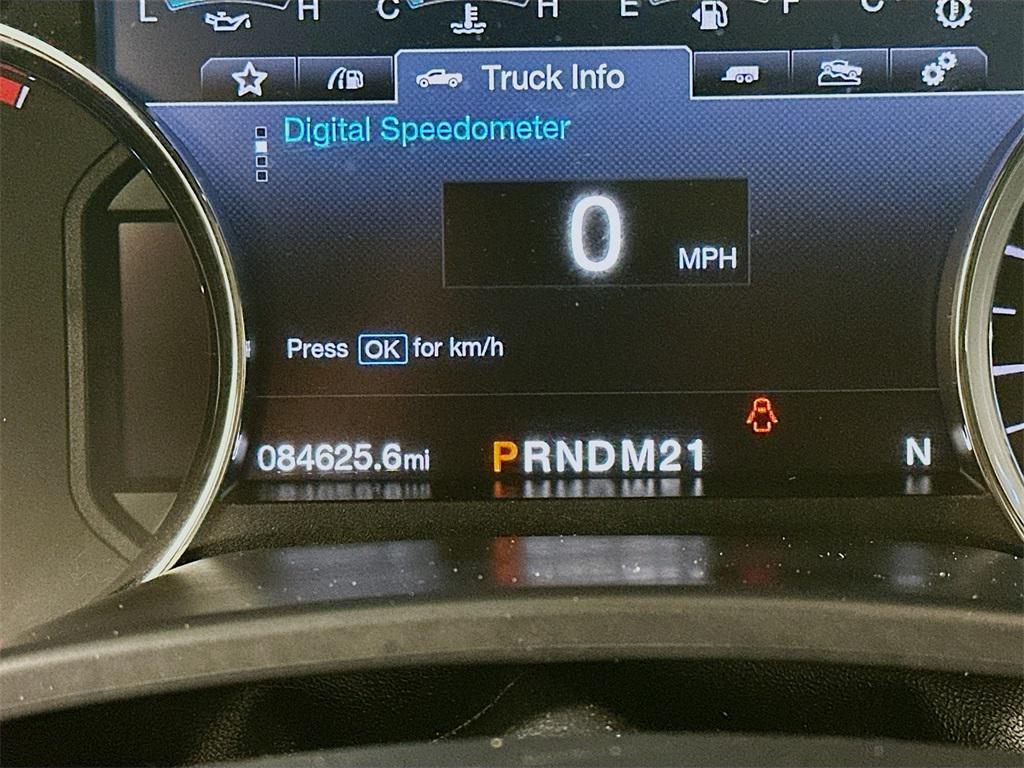 L H C H E F C
Truck Info
Digital Speedometer
0 MPH
Press OK for km/h
084625.6mi PRNDM21 N